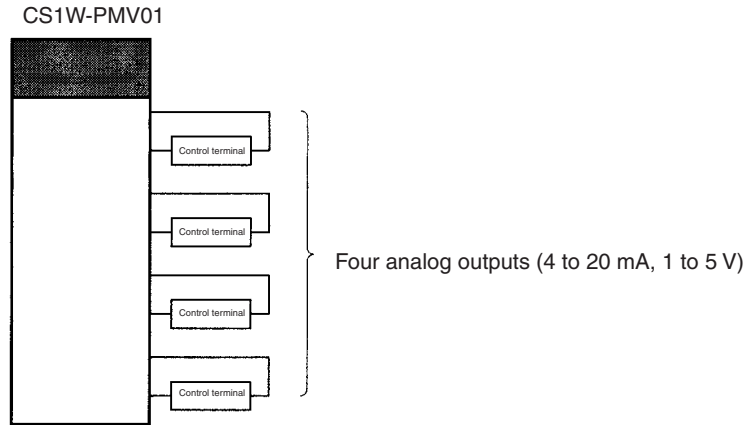 CS1W-PMV01
Control terminal
Control terminal
Four analog outputs (4 to 20 mA, 1 to 5 V)
Control terminal
Control terminal